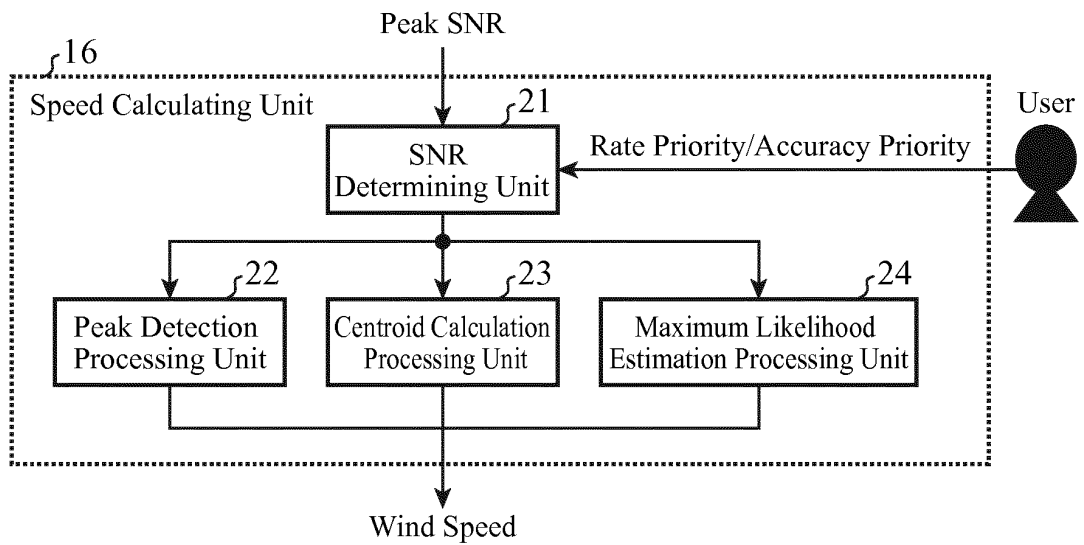 Peak SNR
16
Speed Calculating Unit
21
User
SNR
Determining Unit
Rate Priority/Accuracy Priority
22
23
24
Peak Detection
Processing Unit
Centroid Calculation
Processing Unit
Maximum Likelihood
Estimation Processing Unit
Wind Speed